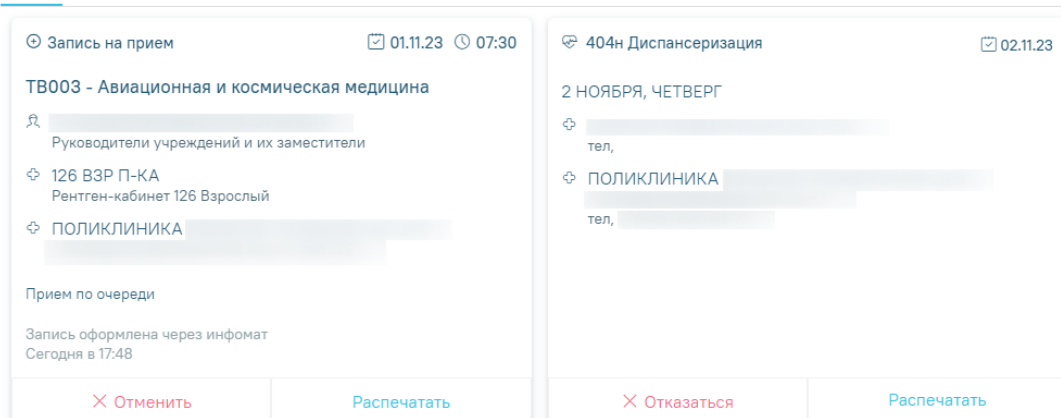 Запись на прием
01.11.23 07:30
ТВ003 - Авиационная и космическая медицина
Руководители учреждений и их заместители
126 ВЗР П-КА
Рентген-кабинет 126 Взрослый
ПОЛИКЛИНИКА
Прием по очереди
Запись оформлена через инфомат
Сегодня в 17:48
Отменить
Распечатать
404н Диспансеризация
02.11.23
2 НОЯБРЯ, ЧЕТВЕРГ
тел,
ПОЛИКЛИНИКА
тел,
Отказаться
Распечатать